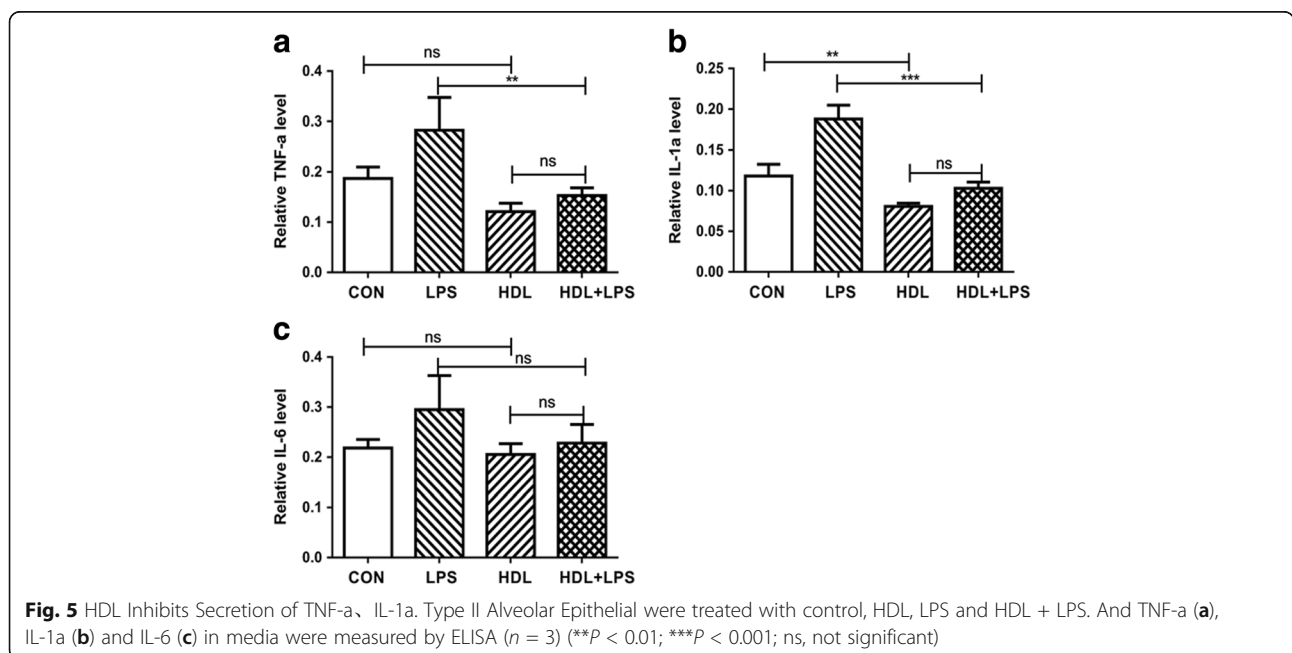 a
ns
**
ns
Relative TNF-a level
0.4
0.3
0.2
0.1
0.0
CON LPS HDL HDL+LPS
b
**
***
ns
Relative IL-1a level
0.25
0.20
0.15
0.10
0.05
0.00
CON LPS HDL HDL+LPS
c
ns
ns
ns
Relative IL-6 level
0.4
0.3
0.2
0.1
0.0
CON LPS HDL HDL+LPS
Fig. 5 HDL Inhibits Secretion of TNF-a、IL-1a. Type II Alveolar Epithelial were treated with control, HDL, LPS and HDL + LPS. And TNF-a (a),
IL-1a (b) and IL-6 (c) in media were measured by ELISA (n = 3) (**P < 0.01; ***P < 0.001; ns, not significant)